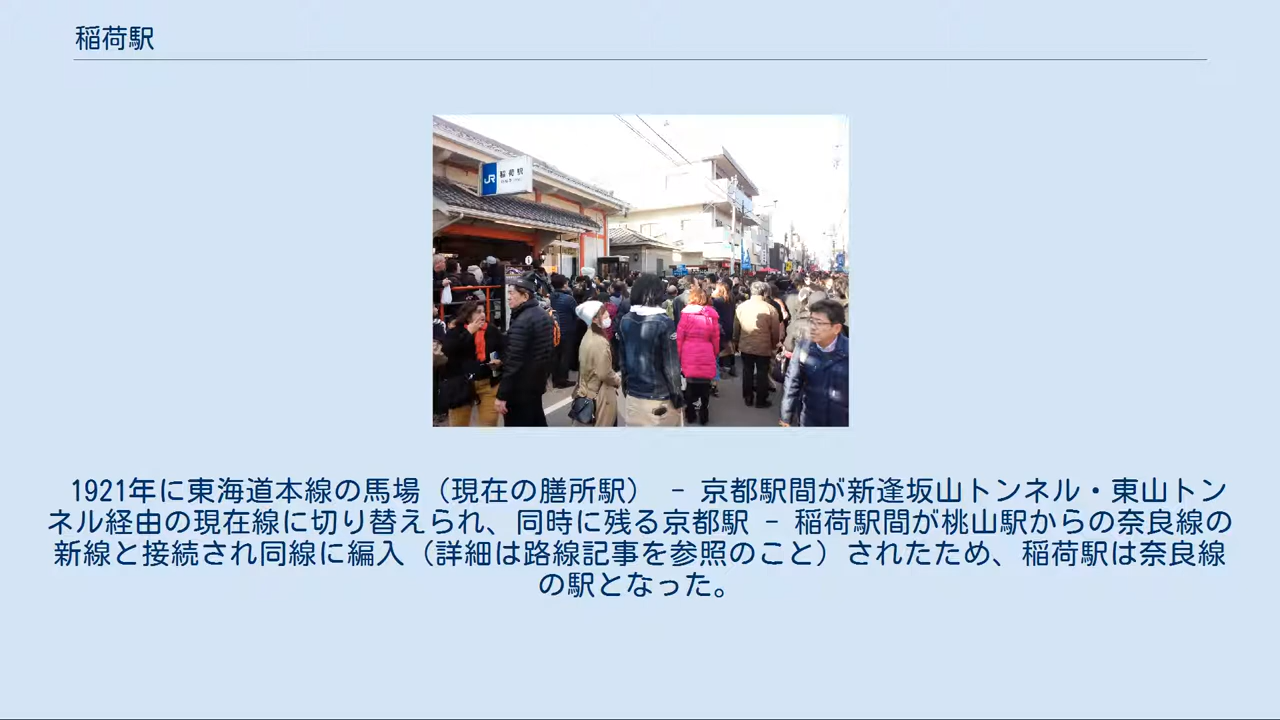 稲荷駅
JR 稲荷駅
1921年に東海道本線の馬場（現在の膳所駅） - 京都駅間が新逢坂山トンネル・東山トン
ネル経由の現在線に切り替えられ、同時に残る京都駅 - 稲荷駅間が桃山駅からの奈良線の
新線と接続され同線に編入（詳細は路線記事を参照のこと）されたため、稲荷駅は奈良線
の駅となった。